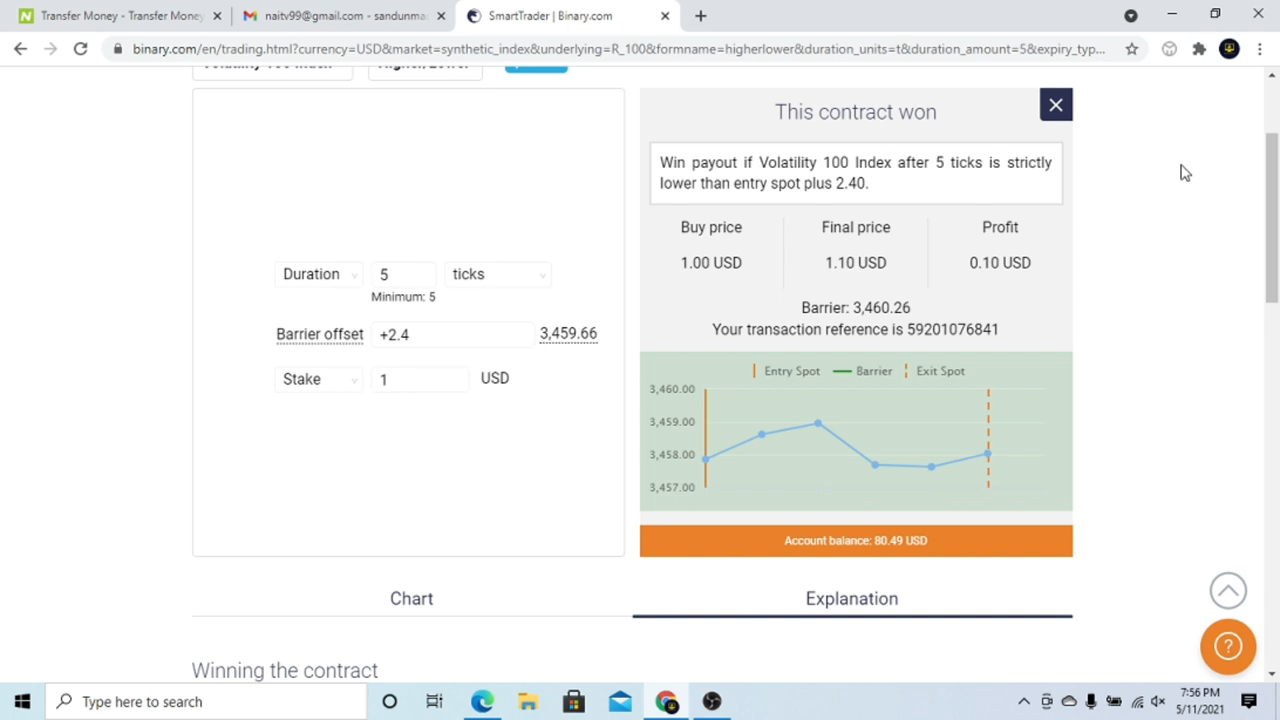 Transfer Money - Transfer Money
naitv99@gmail.com - sandunma
SmartTrader | Binary.com
binary.com/en/trading.html?currency=USD&market=synthetic_index&underlying=R_100&formname=higherlower&duration_units=t&duration_amount=5&expiry_typ...
Volatility 100 Index
Higher/Lower
This contract won
Win payout if Volatility 100 Index after 5 ticks is strictly
lower than entry spot plus 2.40.
Buy price Final price Profit
1.00 USD 1.10 USD 0.10 USD
Barrier: 3,460.26
Your transaction reference is 59201076841
Duration 5 ticks
Minimum: 5
Barrier offset +2.4 3,459.66
Stake 1 USD
Entry Spot Barrier Exit Spot
3,460.00
3,459.00
3,458.00
3,457.00
Account balance: 80.49 USD
Chart Explanation
Winning the contract
Type here to search
7:56 PM
5/11/2021